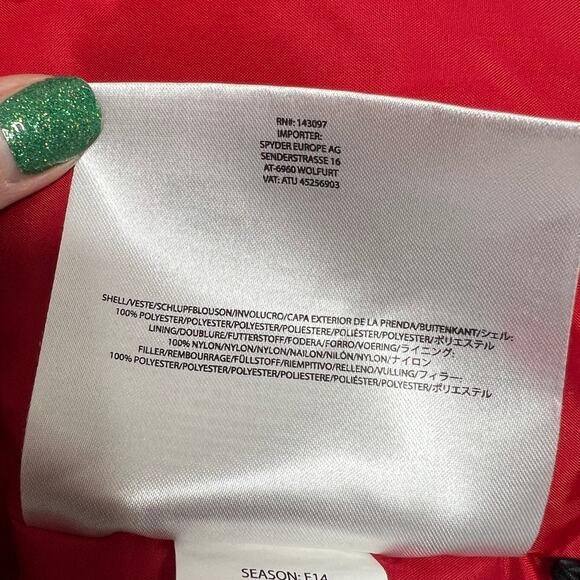 RN#: 143097
IMPORTER:
SPYDER EUROPE AG
SENDERSTRASSE 16
AT-6960 WOLFURT
VAT: ATU 45256903
SHELL/VESTE/SCHLUPFBLOUSON/INVOLUCRO/CAPA EXTERIOR DE LA PRENDA/BUITENKANT/シェル:
100% POLYESTER/POLYESTER/POLYESTER/POLIESTERE/POLIÉSTER/POLYESTER/ポリエステル
LINING/DOUBLURE/FUTTERSTOFF/FODERA/FORRO/VOERING/ライニング:
100% NYLON/NYLON/NYLON/NAILON/NILÓN/NYLON/ナイロン
FILLER/REMBOURRAGE/FÜLLSTOFF/RIEMPITIVO/RELLENO/VULLING/フィラー:
100% POLYESTER/POLYESTER/POLYESTER/POLIESTERE/POLIÉSTER/POLYESTER/ポリエステル
SEASON: F14